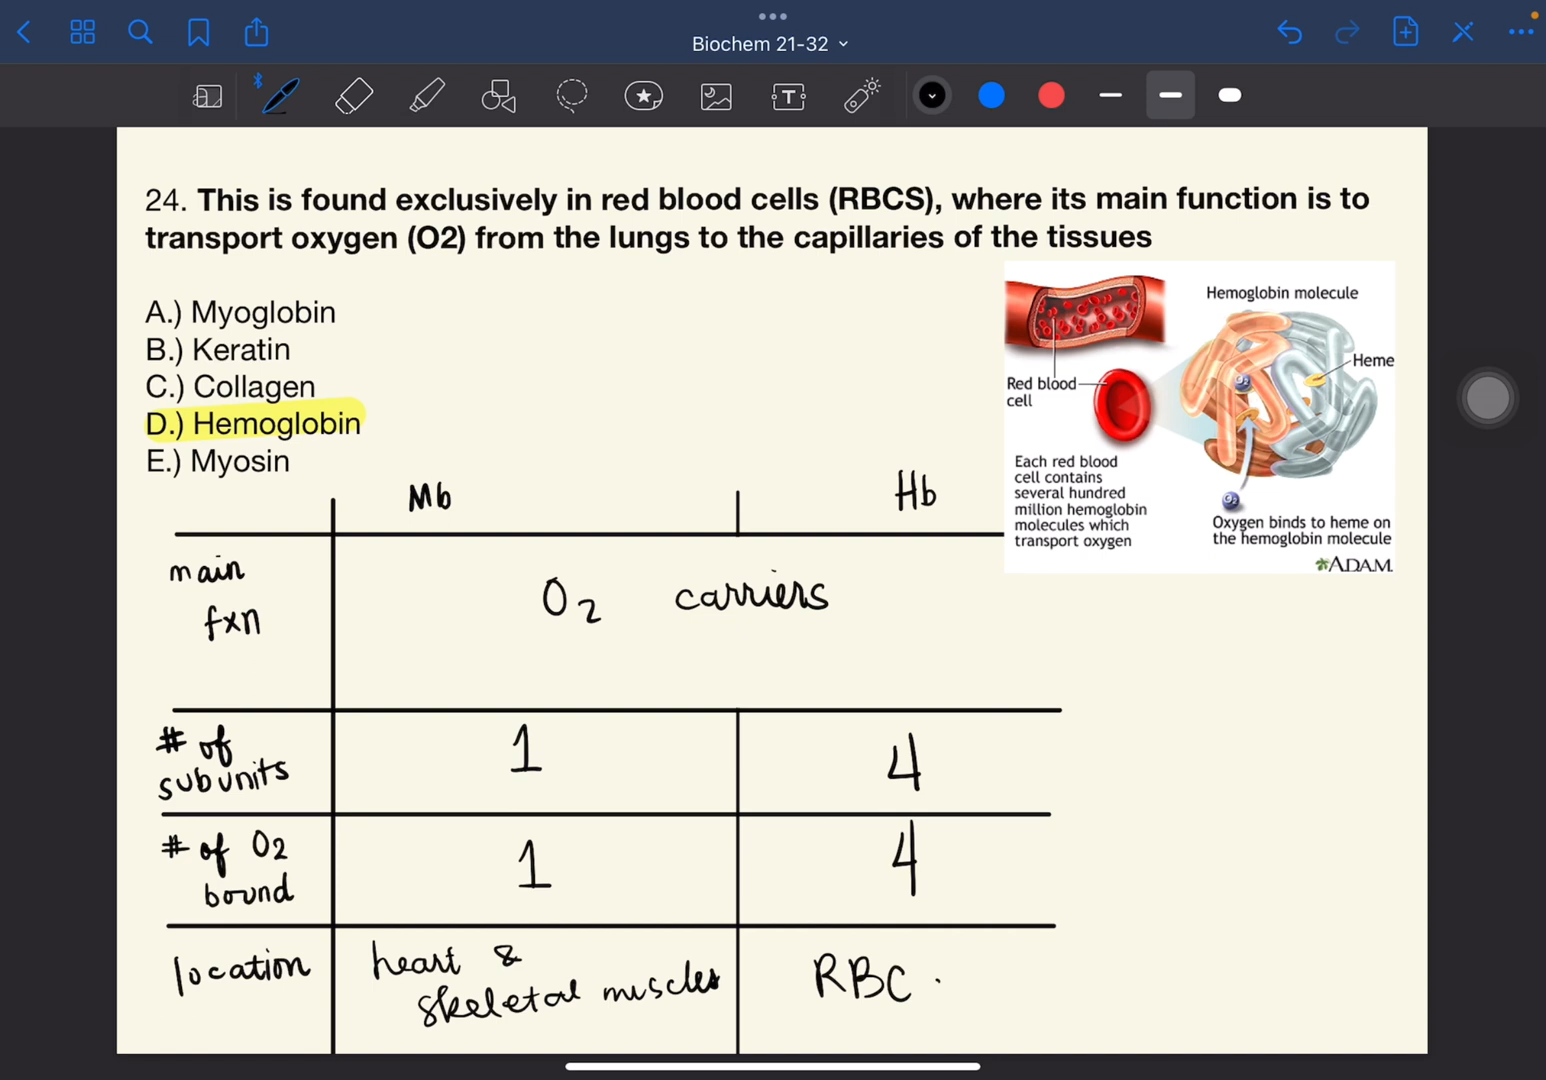 Biochem 21-32
24. This is found exclusively in red blood cells (RBCS), where its main function is to
transport oxygen (O2) from the lungs to the capillaries of the tissues
A.) Myoglobin
B.) Keratin
C.) Collagen
D.) Hemoglobin
E.) Myosin
Hemoglobin molecule
Heme
O2
Red blood
cell
Each red blood
cell contains
several hundred
million hemoglobin
molecules which
transport oxygen
O2
Oxygen binds to heme on
the hemoglobin molecule
ADAM.
Mb Hb
main
fxn
O2 carriers
# of
subunits
1 4
# of O2
bound
1 4
location
heart &
skeletal muscles
RBC.